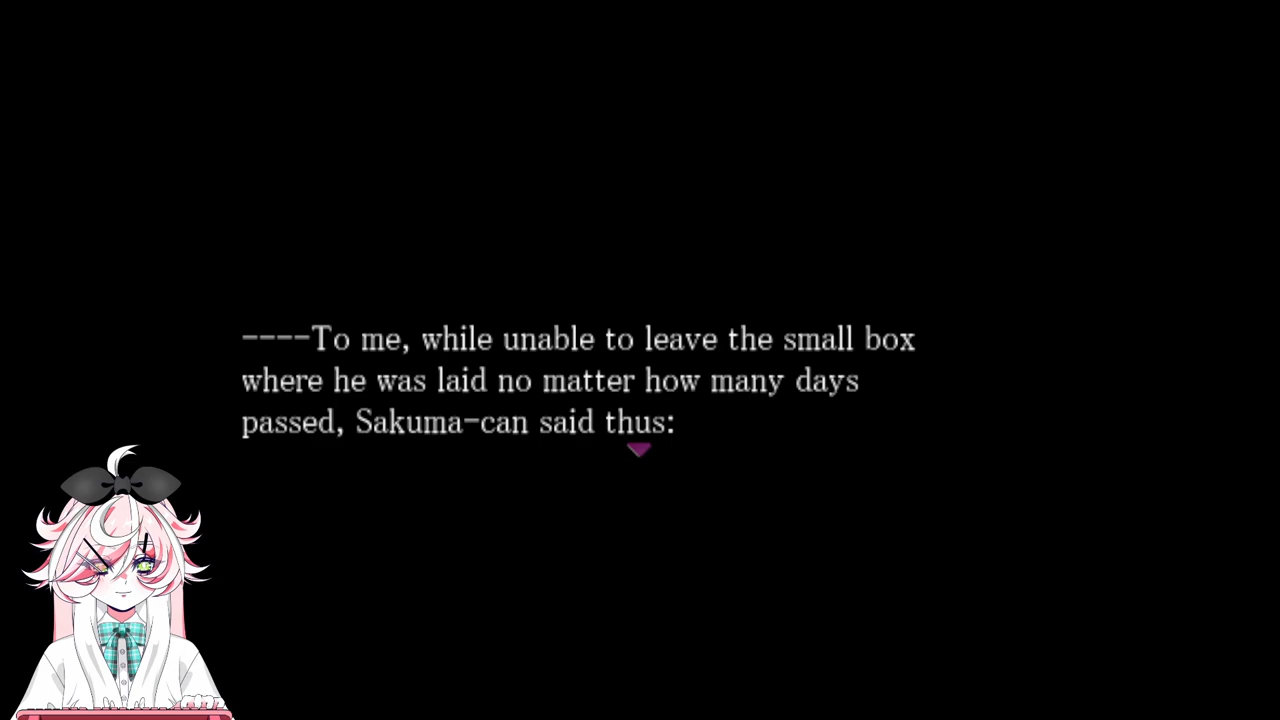 ----To me, while unable to leave the small box
where he was laid no matter how many days
passed, Sakuma-can said thus: